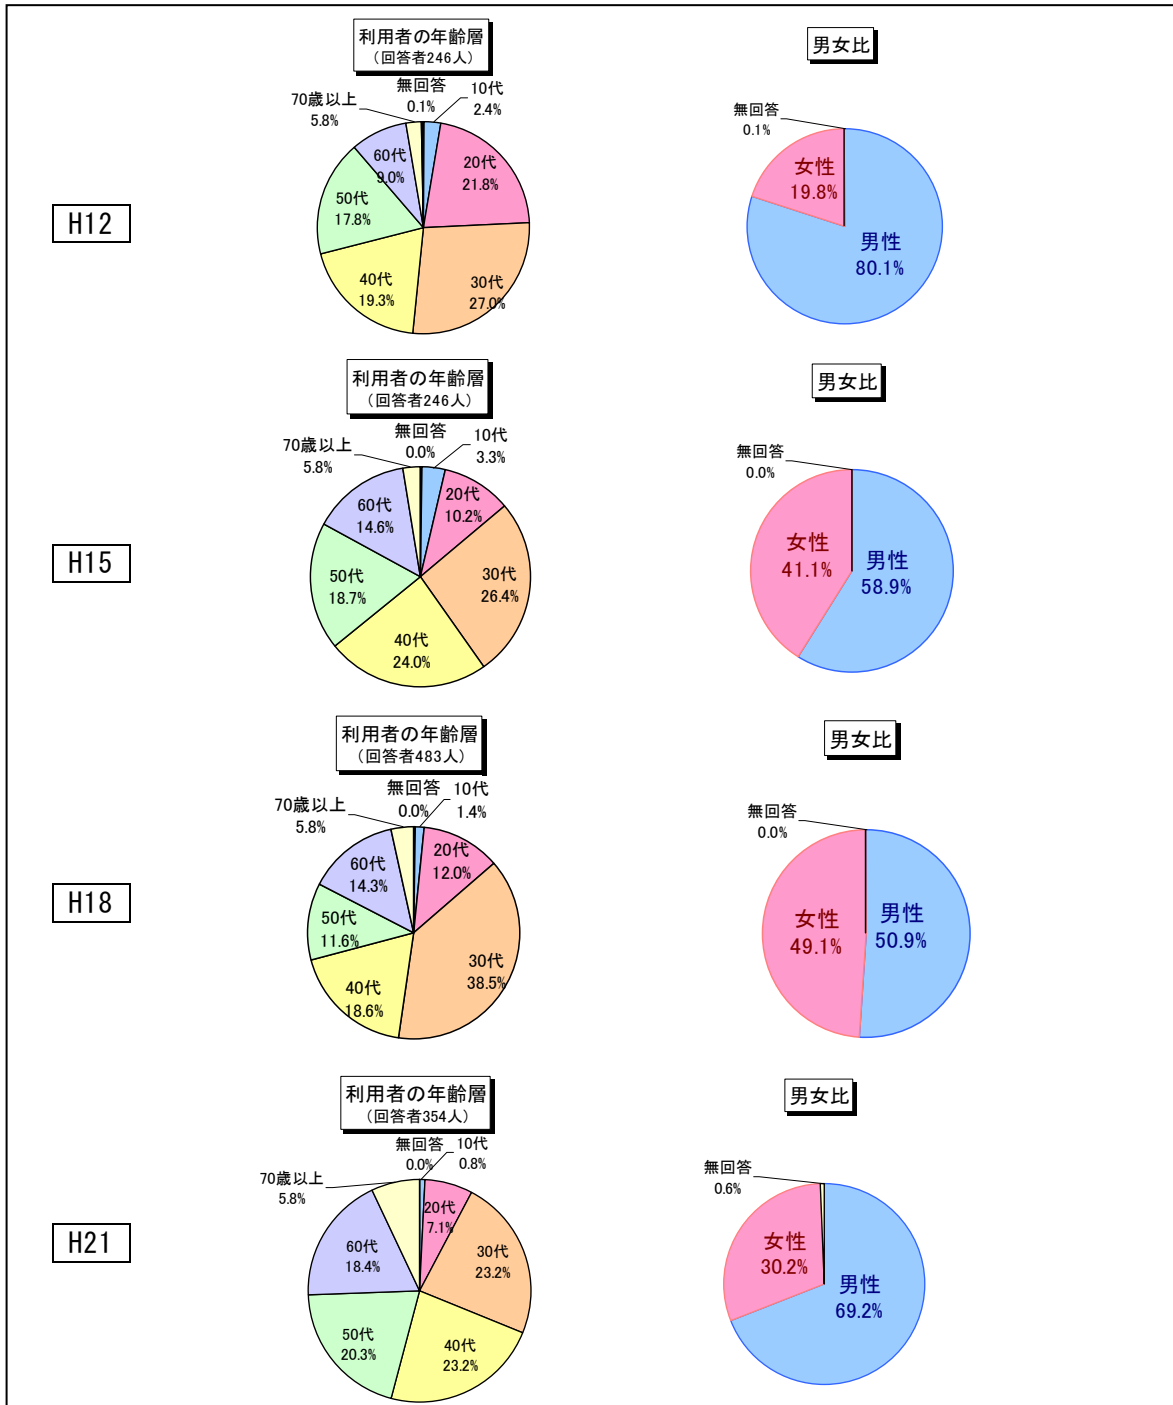 利用者の年齢層
（回答者246人）
男女比
無回答
0.1%
10代
2.4%
70歳以上
5.8%
60代
9.0%
20代
21.8%
50代
17.8%
40代
19.3%
30代
27.0%
無回答
0.1%
女性
19.8%
男性
80.1%
H12
利用者の年齢層
（回答者246人）
男女比
無回答
0.0%
10代
3.3%
70歳以上
5.8%
60代
14.6%
20代
10.2%
50代
18.7%
30代
26.4%
40代
24.0%
無回答
0.0%
女性
41.1%
男性
58.9%
H15
利用者の年齢層
（回答者483人）
男女比
無回答
0.0%
10代
1.4%
70歳以上
5.8%
60代
14.3%
20代
12.0%
50代
11.6%
30代
38.5%
40代
18.6%
無回答
0.0%
女性
49.1%
男性
50.9%
H18
利用者の年齢層
（回答者354人）
男女比
無回答
0.0%
10代
0.8%
70歳以上
5.8%
20代
7.1%
60代
18.4%
30代
23.2%
50代
20.3%
40代
23.2%
無回答
0.6%
女性
30.2%
男性
69.2%
H21